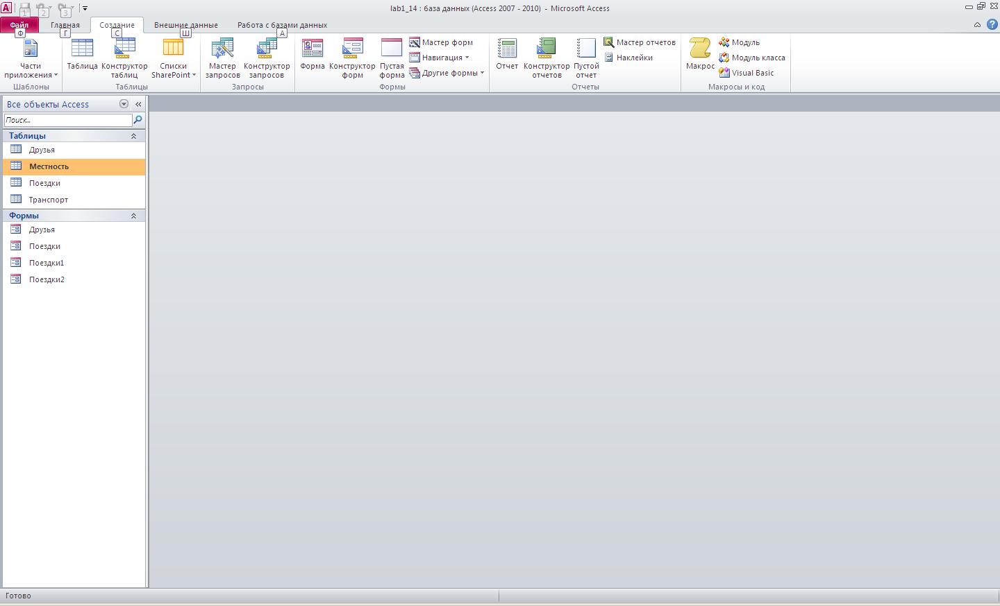 lab1_14 : база данных (Access 2007 - 2010) - Microsoft Access
1 2 3
Файл Главная Создание Внешние данные Работа с базами данных
Ф Г С Ш А
Части приложения
Таблица
Конструктор таблиц
Списки SharePoint
Мастер запросов
Конструктор запросов
Форма
Конструктор форм
Пустая форма
Мастер форм
Навигация
Другие формы
Отчет
Конструктор отчетов
Пустой отчет
Мастер отчетов
Наклейки
Макрос
Модуль
Модуль класса
Visual Basic
Шаблоны Таблицы Запросы Формы Отчеты Макросы и код
Все объекты Access
Поиск...
Таблицы
Друзья
Местность
Поездки
Транспорт
Формы
Друзья
Поездки
Поездки1
Поездки2
Готово